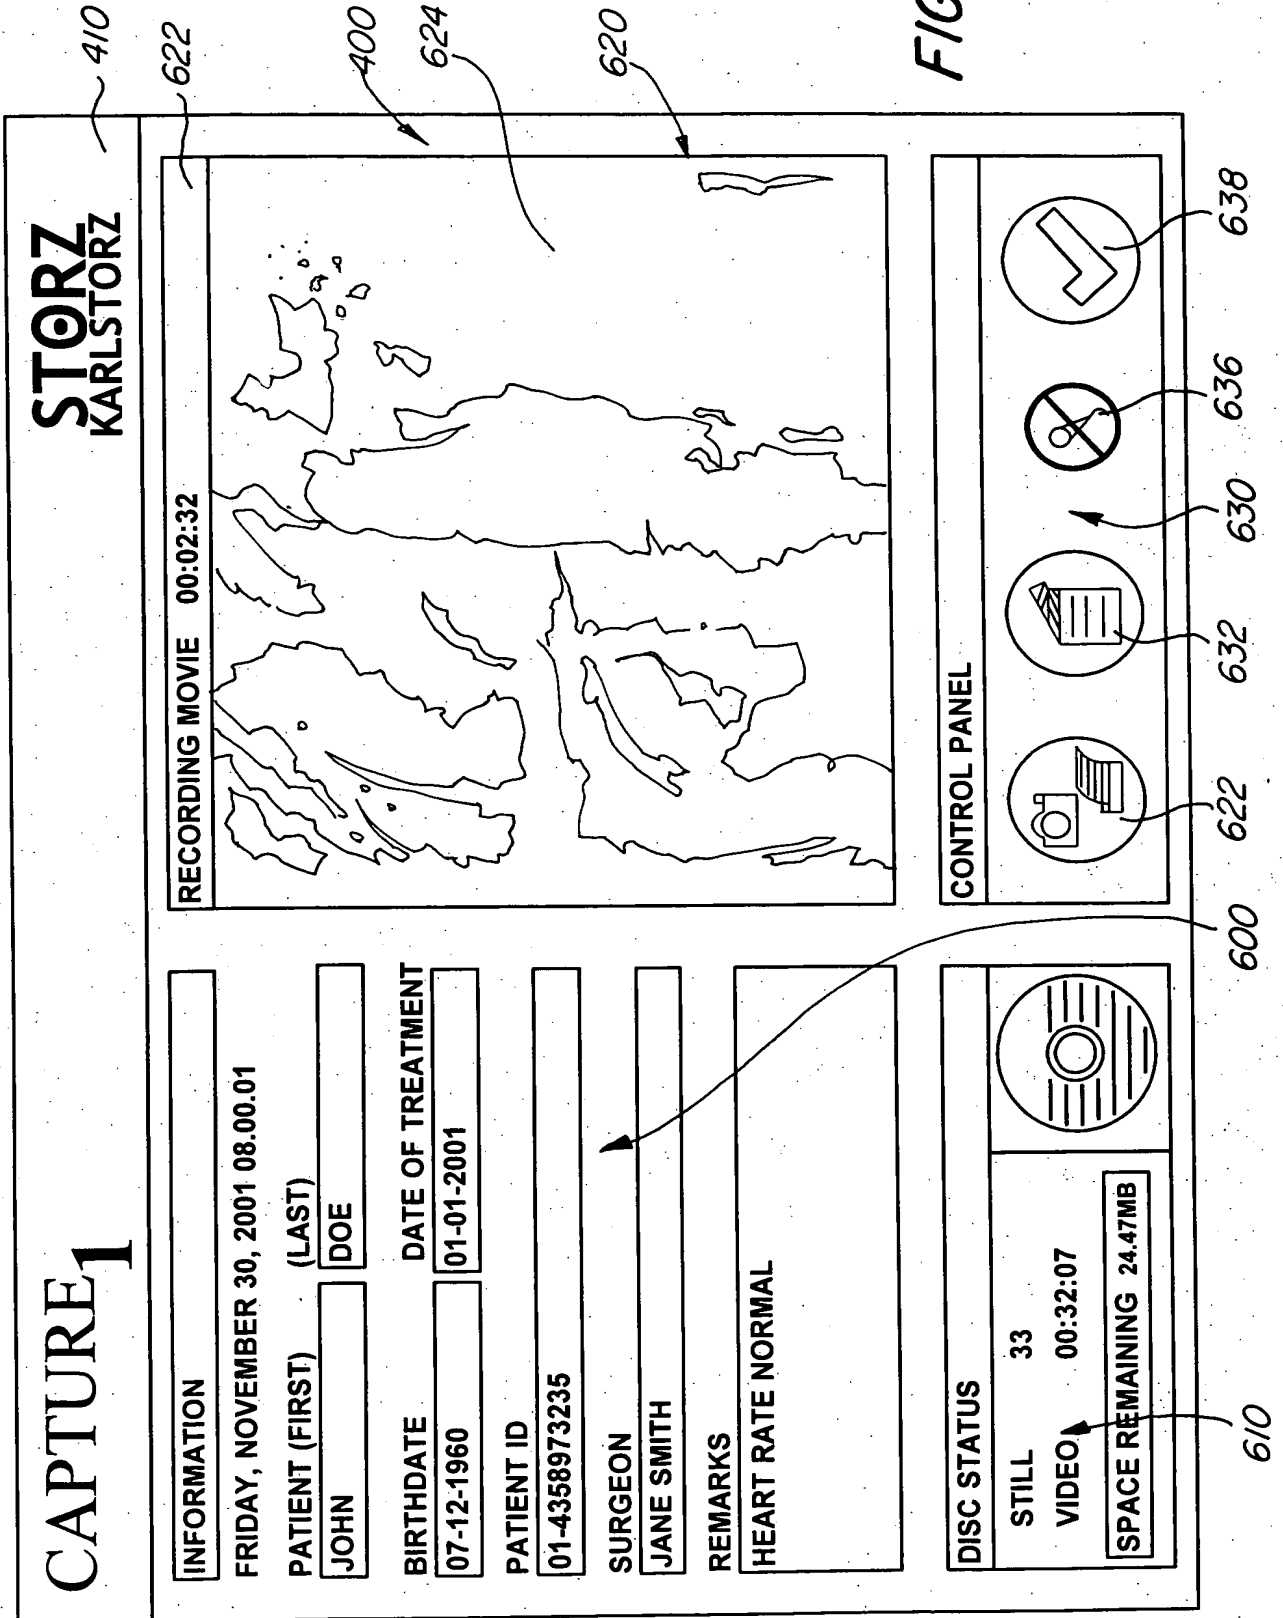 CAPTURE1
STORZ
KARLSTORZ
410
INFORMATION
FRIDAY, NOVEMBER 30, 2001 08.00.01
PATIENT (FIRST) (LAST)
JOHN DOE
BIRTHDATE DATE OF TREATMENT
07-12-1960 01-01-2001
PATIENT ID
01-4358973235
SURGEON
JANE SMITH
REMARKS
HEART RATE NORMAL
RECORDING MOVIE 00:02:32
622
400
624
620
DISC STATUS
STILL 33
VIDEO 00:32:07
SPACE REMAINING 24.47MB
CONTROL PANEL
610
600
622
632
630
636
638
FIG